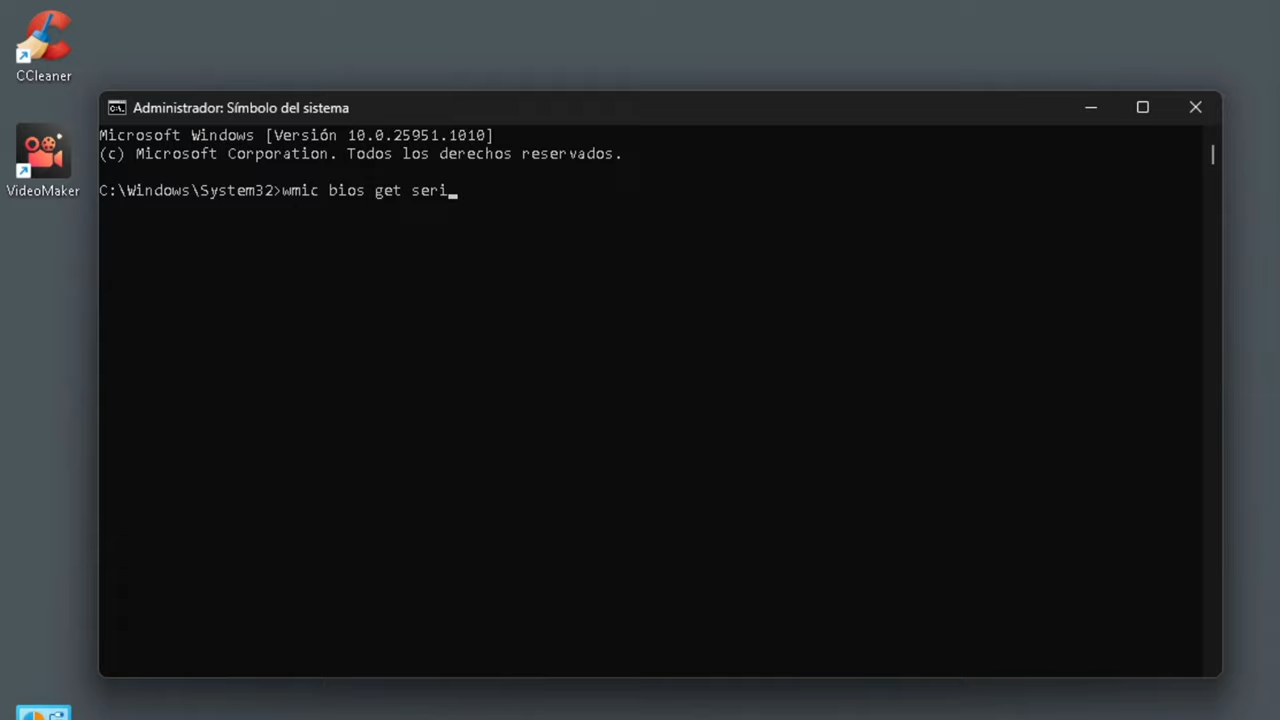 CCleaner
VideoMaker
Administrador: Símbolo del sistema
Microsoft Windows [Versión 10.0.25951.1010]
(c) Microsoft Corporation. Todos los derechos reservados.
C:\Windows\System32>wmic bios get seri_